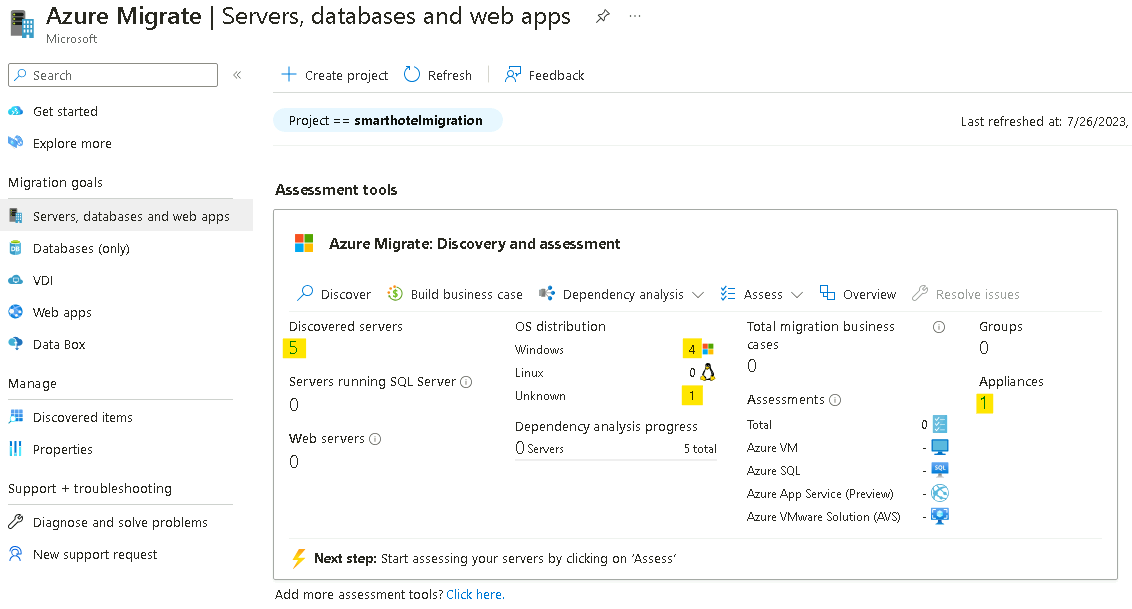 Azure Migrate | Servers, databases and web apps
Microsoft
Search
Get started
Explore more
Migration goals
Servers, databases and web apps
Databases (only)
VDI
Web apps
Data Box
Manage
Discovered items
Properties
Support + troubleshooting
Diagnose and solve problems
New support request
Create project Refresh Feedback
Project == smarthotelmigration
Last refreshed at: 7/26/2023,
Assessment tools
Azure Migrate: Discovery and assessment
Discover Build business case Dependency analysis Assess Overview Resolve issues
Discovered servers
5
Servers running SQL Server
0
Web servers
0
OS distribution
Windows 4
Linux 0
Unknown 1
Dependency analysis progress
0 Servers 5 total
Total migration business
cases
0
Assessments
Total 0
Azure VM -
Azure SQL -
Azure App Service (Preview) -
Azure VMware Solution (AVS) -
Groups
0
Appliances
1
Next step: Start assessing your servers by clicking on ‘Assess’
Add more assessment tools? Click here.